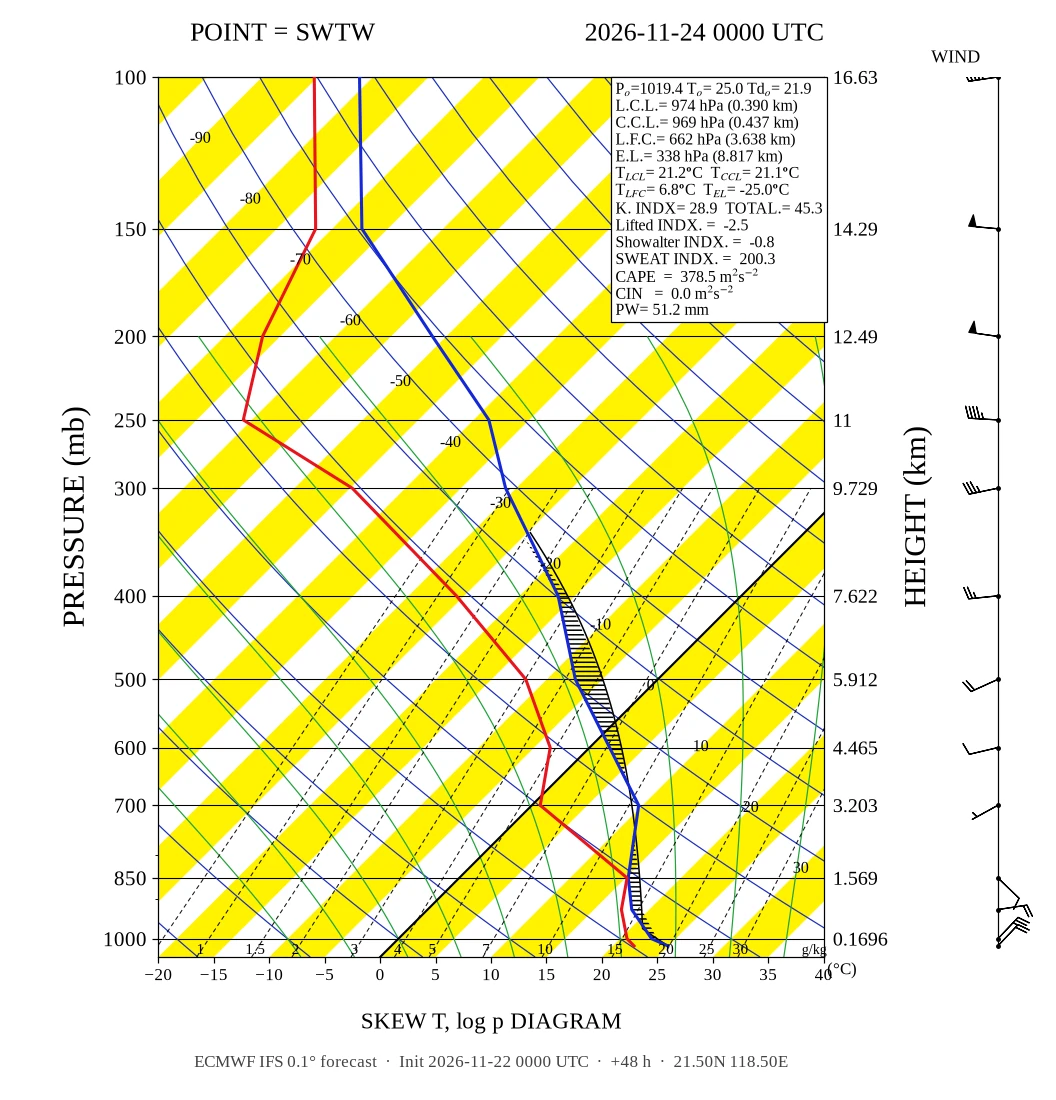 POINT = SWTW 2026-11-24 0000 UTC
WIND
100 16.63
Po=1019.4 To= 25.0 Tdo= 21.9
L.C.L.= 974 hPa (0.390 km)
C.C.L.= 969 hPa (0.437 km)
L.F.C.= 662 hPa (3.638 km)
E.L.= 338 hPa (8.817 km)
TLCL= 21.2°C TCCL= 21.1°C
TLFC= 6.8°C TEL= -25.0°C
K. INDX= 28.9 TOTAL.= 45.3
Lifted INDX. = -2.5
Showalter INDX. = -0.8
SWEAT INDX. = 200.3
CAPE = 378.5 m²s⁻²
CIN = 0.0 m²s⁻²
PW= 51.2 mm
-90
-80
150 14.29
-70
-60
200 12.49
-50
250 11
-40
300 9.729
-30
-20
400 7.622
-10
0
500 5.912
10
600 4.465
20
700 3.203
30
850 1.569
1000 0.1696
PRESSURE (mb)
HEIGHT (km)
1 1.5 2 3 4 5 7 10 15 20 25 30 g/kg
−20 −15 −10 −5 0 5 10 15 20 25 30 35 40 (°C)
SKEW T, log p DIAGRAM
ECMWF IFS 0.1° forecast · Init 2026-11-22 0000 UTC · +48 h · 21.50N 118.50E